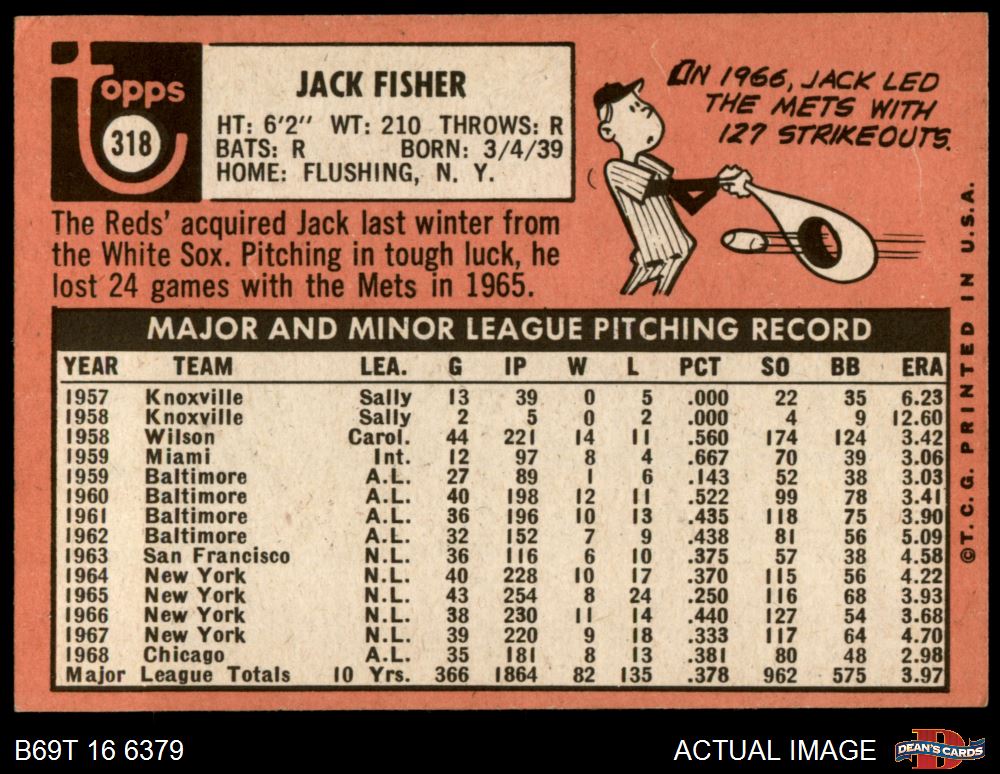 topps
318
JACK FISHER
HT: 6'2" WT: 210 THROWS: R
BATS: R BORN: 3/4/39
HOME: FLUSHING, N. Y.
IN 1966, JACK LED
THE METS WITH
127 STRIKEOUTS.
The Reds' acquired Jack last winter from
the White Sox. Pitching in tough luck, he
lost 24 games with the Mets in 1965.
MAJOR AND MINOR LEAGUE PITCHING RECORD
YEAR TEAM LEA. G IP W L PCT SO BB ERA
1957 Knoxville Sally 13 39 0 5 .000 22 35 6.23
1958 Knoxville Sally 2 5 0 2 .000 4 9 12.60
1958 Wilson Carol. 44 221 14 11 .560 174 124 3.42
1959 Miami Int. 12 97 8 4 .667 70 39 3.06
1959 Baltimore A.L. 27 89 1 6 .143 52 38 3.03
1960 Baltimore A.L. 40 198 12 11 .522 99 78 3.41
1961 Baltimore A.L. 36 196 10 13 .435 118 75 3.90
1962 Baltimore A.L. 32 152 7 9 .438 81 56 5.09
1963 San Francisco N.L. 36 116 6 10 .375 57 38 4.58
1964 New York N.L. 40 228 10 17 .370 115 56 4.22
1965 New York N.L. 43 254 8 24 .250 116 68 3.93
1966 New York N.L. 38 230 11 14 .440 127 54 3.68
1967 New York N.L. 39 220 9 18 .333 117 64 4.70
1968 Chicago A.L. 35 181 8 13 .381 80 48 2.98
Major League Totals 10 Yrs. 366 1864 82 135 .378 962 575 3.97
©T. C. G. PRINTED IN U.S.A.
B69T 16 6379
ACTUAL IMAGE
D
DEAN'S CARDS